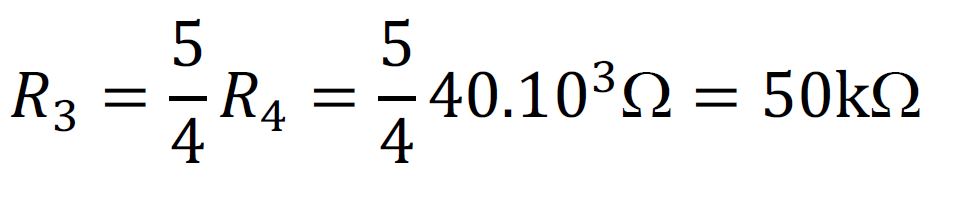 R₃ = 5/4 R₄ = 5/4 40.10³Ω = 50kΩ